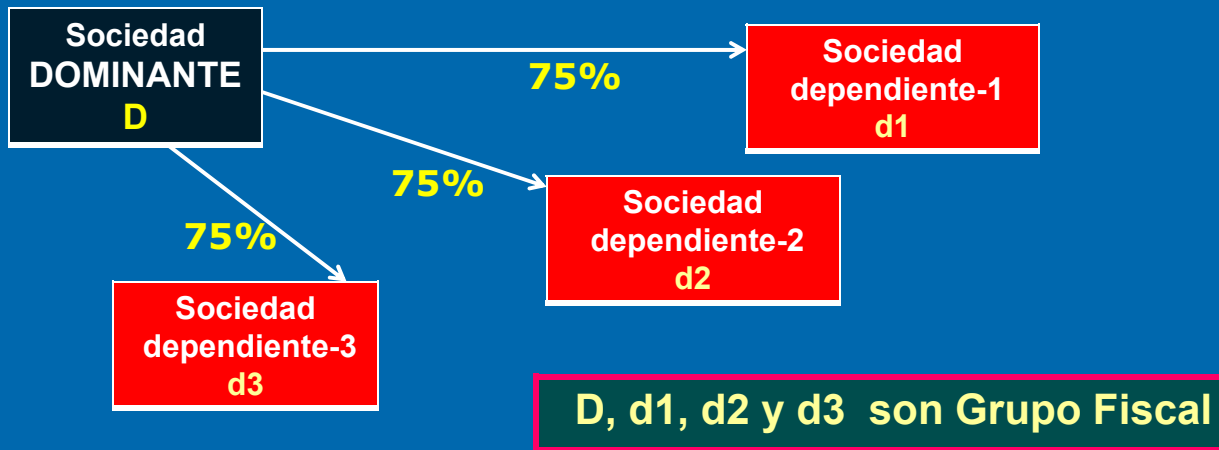 Sociedad
DOMINANTE
D
75%
Sociedad
dependiente-1
d1
75%
Sociedad
dependiente-2
d2
75%
Sociedad
dependiente-3
d3
D, d1, d2 y d3 son Grupo Fiscal